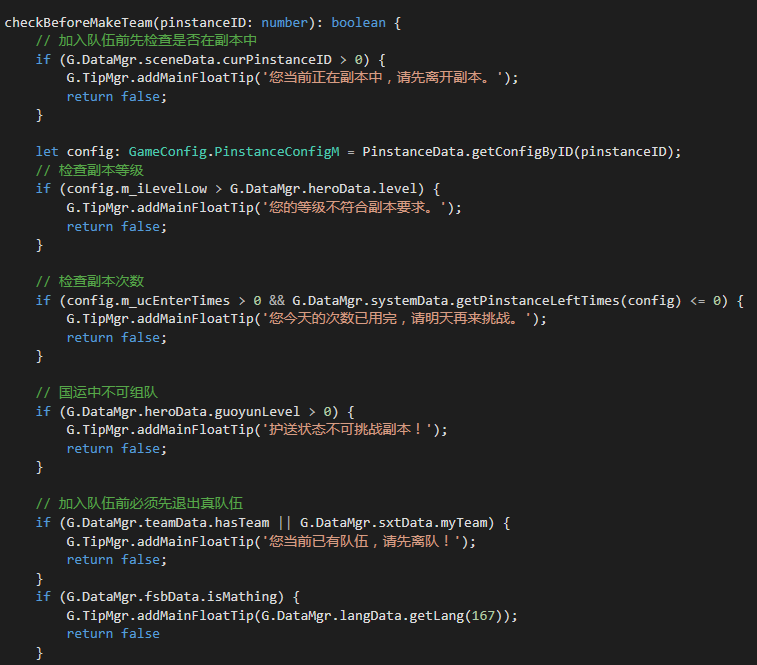 checkBeforeMakeTeam(pinstanceID: number): boolean {
    // 加入队伍前先检查是否在副本中
    if (G.DataMgr.sceneData.curPinstanceID > 0) {
        G.TipMgr.addMainFloatTip('您当前正在副本中，请先离开副本。');
        return false;
    }

    let config: GameConfig.PinstanceConfigM = PinstanceData.getConfigByID(pinstanceID);
    // 检查副本等级
    if (config.m_iLevelLow > G.DataMgr.heroData.level) {
        G.TipMgr.addMainFloatTip('您的等级不符合副本要求。');
        return false;
    }

    // 检查副本次数
    if (config.m_ucEnterTimes > 0 && G.DataMgr.systemData.getPinstanceLeftTimes(config) <= 0) {
        G.TipMgr.addMainFloatTip('您今天的次数已用完，请明天再来挑战。');
        return false;
    }

    // 国运中不可组队
    if (G.DataMgr.heroData.guoyunLevel > 0) {
        G.TipMgr.addMainFloatTip('护送状态不可挑战副本！');
        return false;
    }

    // 加入队伍前必须先退出真队伍
    if (G.DataMgr.teamData.hasTeam || G.DataMgr.sxtData.myTeam) {
        G.TipMgr.addMainFloatTip('您当前已有队伍，请先离队！');
        return false;
    }
    if (G.DataMgr.fsbData.isMathing) {
        G.TipMgr.addMainFloatTip(G.DataMgr.langData.getLang(167));
        return false
    }